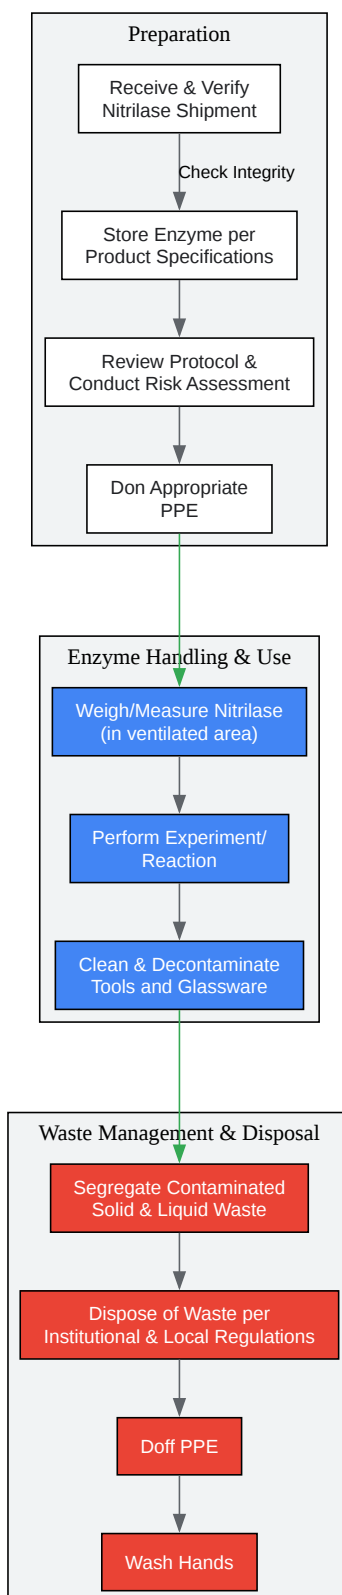 Preparation
Receive & Verify
Nitrilase Shipment
Check Integrity
Store Enzyme per
Product Specifications
Review Protocol &
Conduct Risk Assessment
Don Appropriate
PPE
Enzyme Handling & Use
Weigh/Measure Nitrilase
(in ventilated area)
Perform Experiment/
Reaction
Clean & Decontaminate
Tools and Glassware
Waste Management & Disposal
Segregate Contaminated
Solid & Liquid Waste
Dispose of Waste per
Institutional & Local Regulations
Doff PPE
Wash Hands